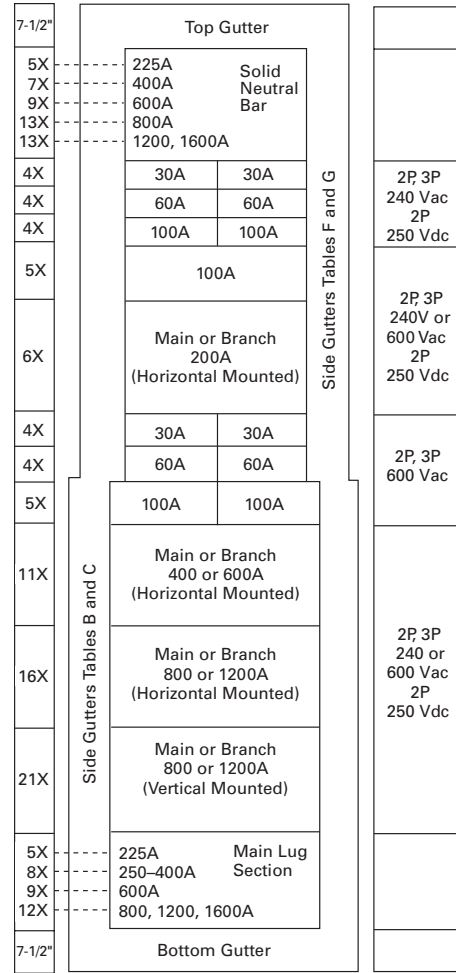 7-1/2"
Top Gutter
5X
225A
Solid
7X
400A
Neutral
9X
600A
Bar
13X
800A
13X
1200, 1600A
4X
30A
30A
4X
60A
60A
4X
100A
100A
2P, 3P
240 Vac
2P
250 Vdc
5X
100A
6X
Main or Branch
200A
(Horizontal Mounted)
2P, 3P
240V or
600 Vac
2P
250 Vdc
Side Gutters Tables F and G
4X
30A
30A
4X
60A
60A
2P, 3P
600 Vac
5X
100A
100A
11X
Main or Branch
400 or 600A
(Horizontal Mounted)
Side Gutters Tables B and C
16X
Main or Branch
800 or 1200A
(Horizontal Mounted)
2P, 3P
240 or
600 Vac
2P
250 Vdc
21X
Main or Branch
800 or 1200A
(Vertical Mounted)
5X
225A
Main Lug
8X
250–400A
Section
9X
600A
12X
800, 1200, 1600A
7-1/2"
Bottom Gutter